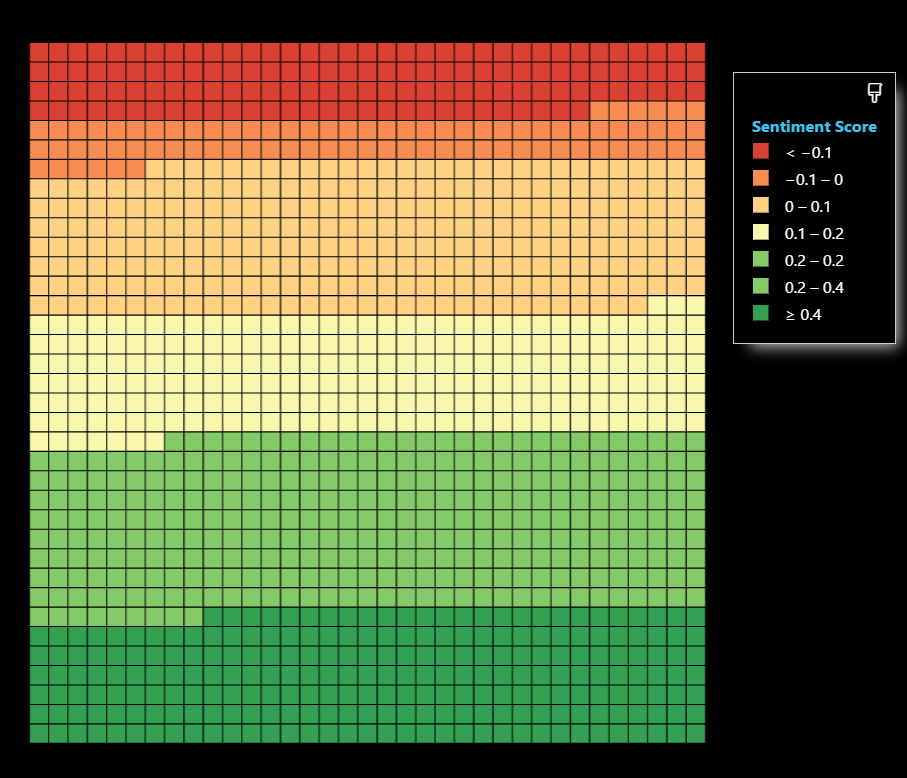 Sentiment Score
< −0.1
−0.1 – 0
0 – 0.1
0.1 – 0.2
0.2 – 0.2
0.2 – 0.4
≥ 0.4